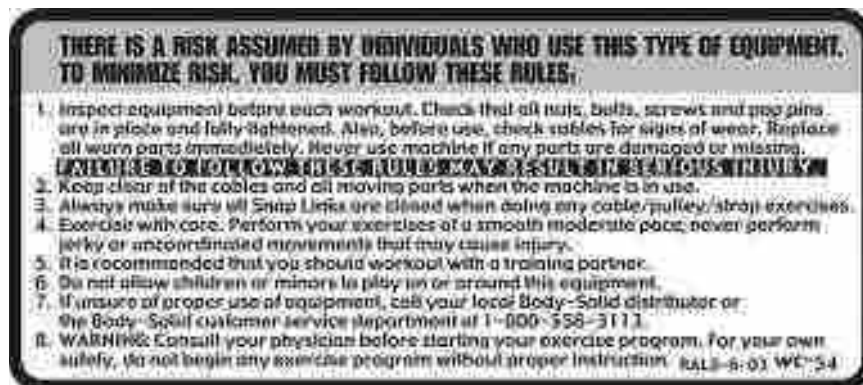 THERE IS A RISK ASSUMED BY INDIVIDUALS WHO USE THIS TYPE OF EQUIPMENT.
TO MINIMIZE RISK, YOU MUST FOLLOW THESE RULES:
1. Inspect equipment before each workout. Check that all nuts, bolts, screws and pop pins
are in place and fully tightened. Also, before use, check cables for signs of wear. Replace
all worn parts immediately. Never use machine if any parts are damaged or missing.
FAILURE TO FOLLOW THESE RULES MAY RESULT IN SERIOUS INJURY.
2. Keep clear of the cables and all moving parts when the machine is in use.
3. Always make sure all Snap Links are closed when doing any cable/pulley/strap exercises.
4. Exercise with care. Perform your exercises at a smooth moderate pace; never perform
jerky or uncoordinated movements that may cause injury.
5. It is recommended that you should workout with a training partner.
6. Do not allow children or minors to play on or around this equipment.
7. If unsure of proper use of equipment, call your local Body-Solid distributor or
the Body-Solid customer service department at
8. WARNING: Consult your physician before starting your exercise program. For your own
safety, do not begin any exercise program without proper instruction.